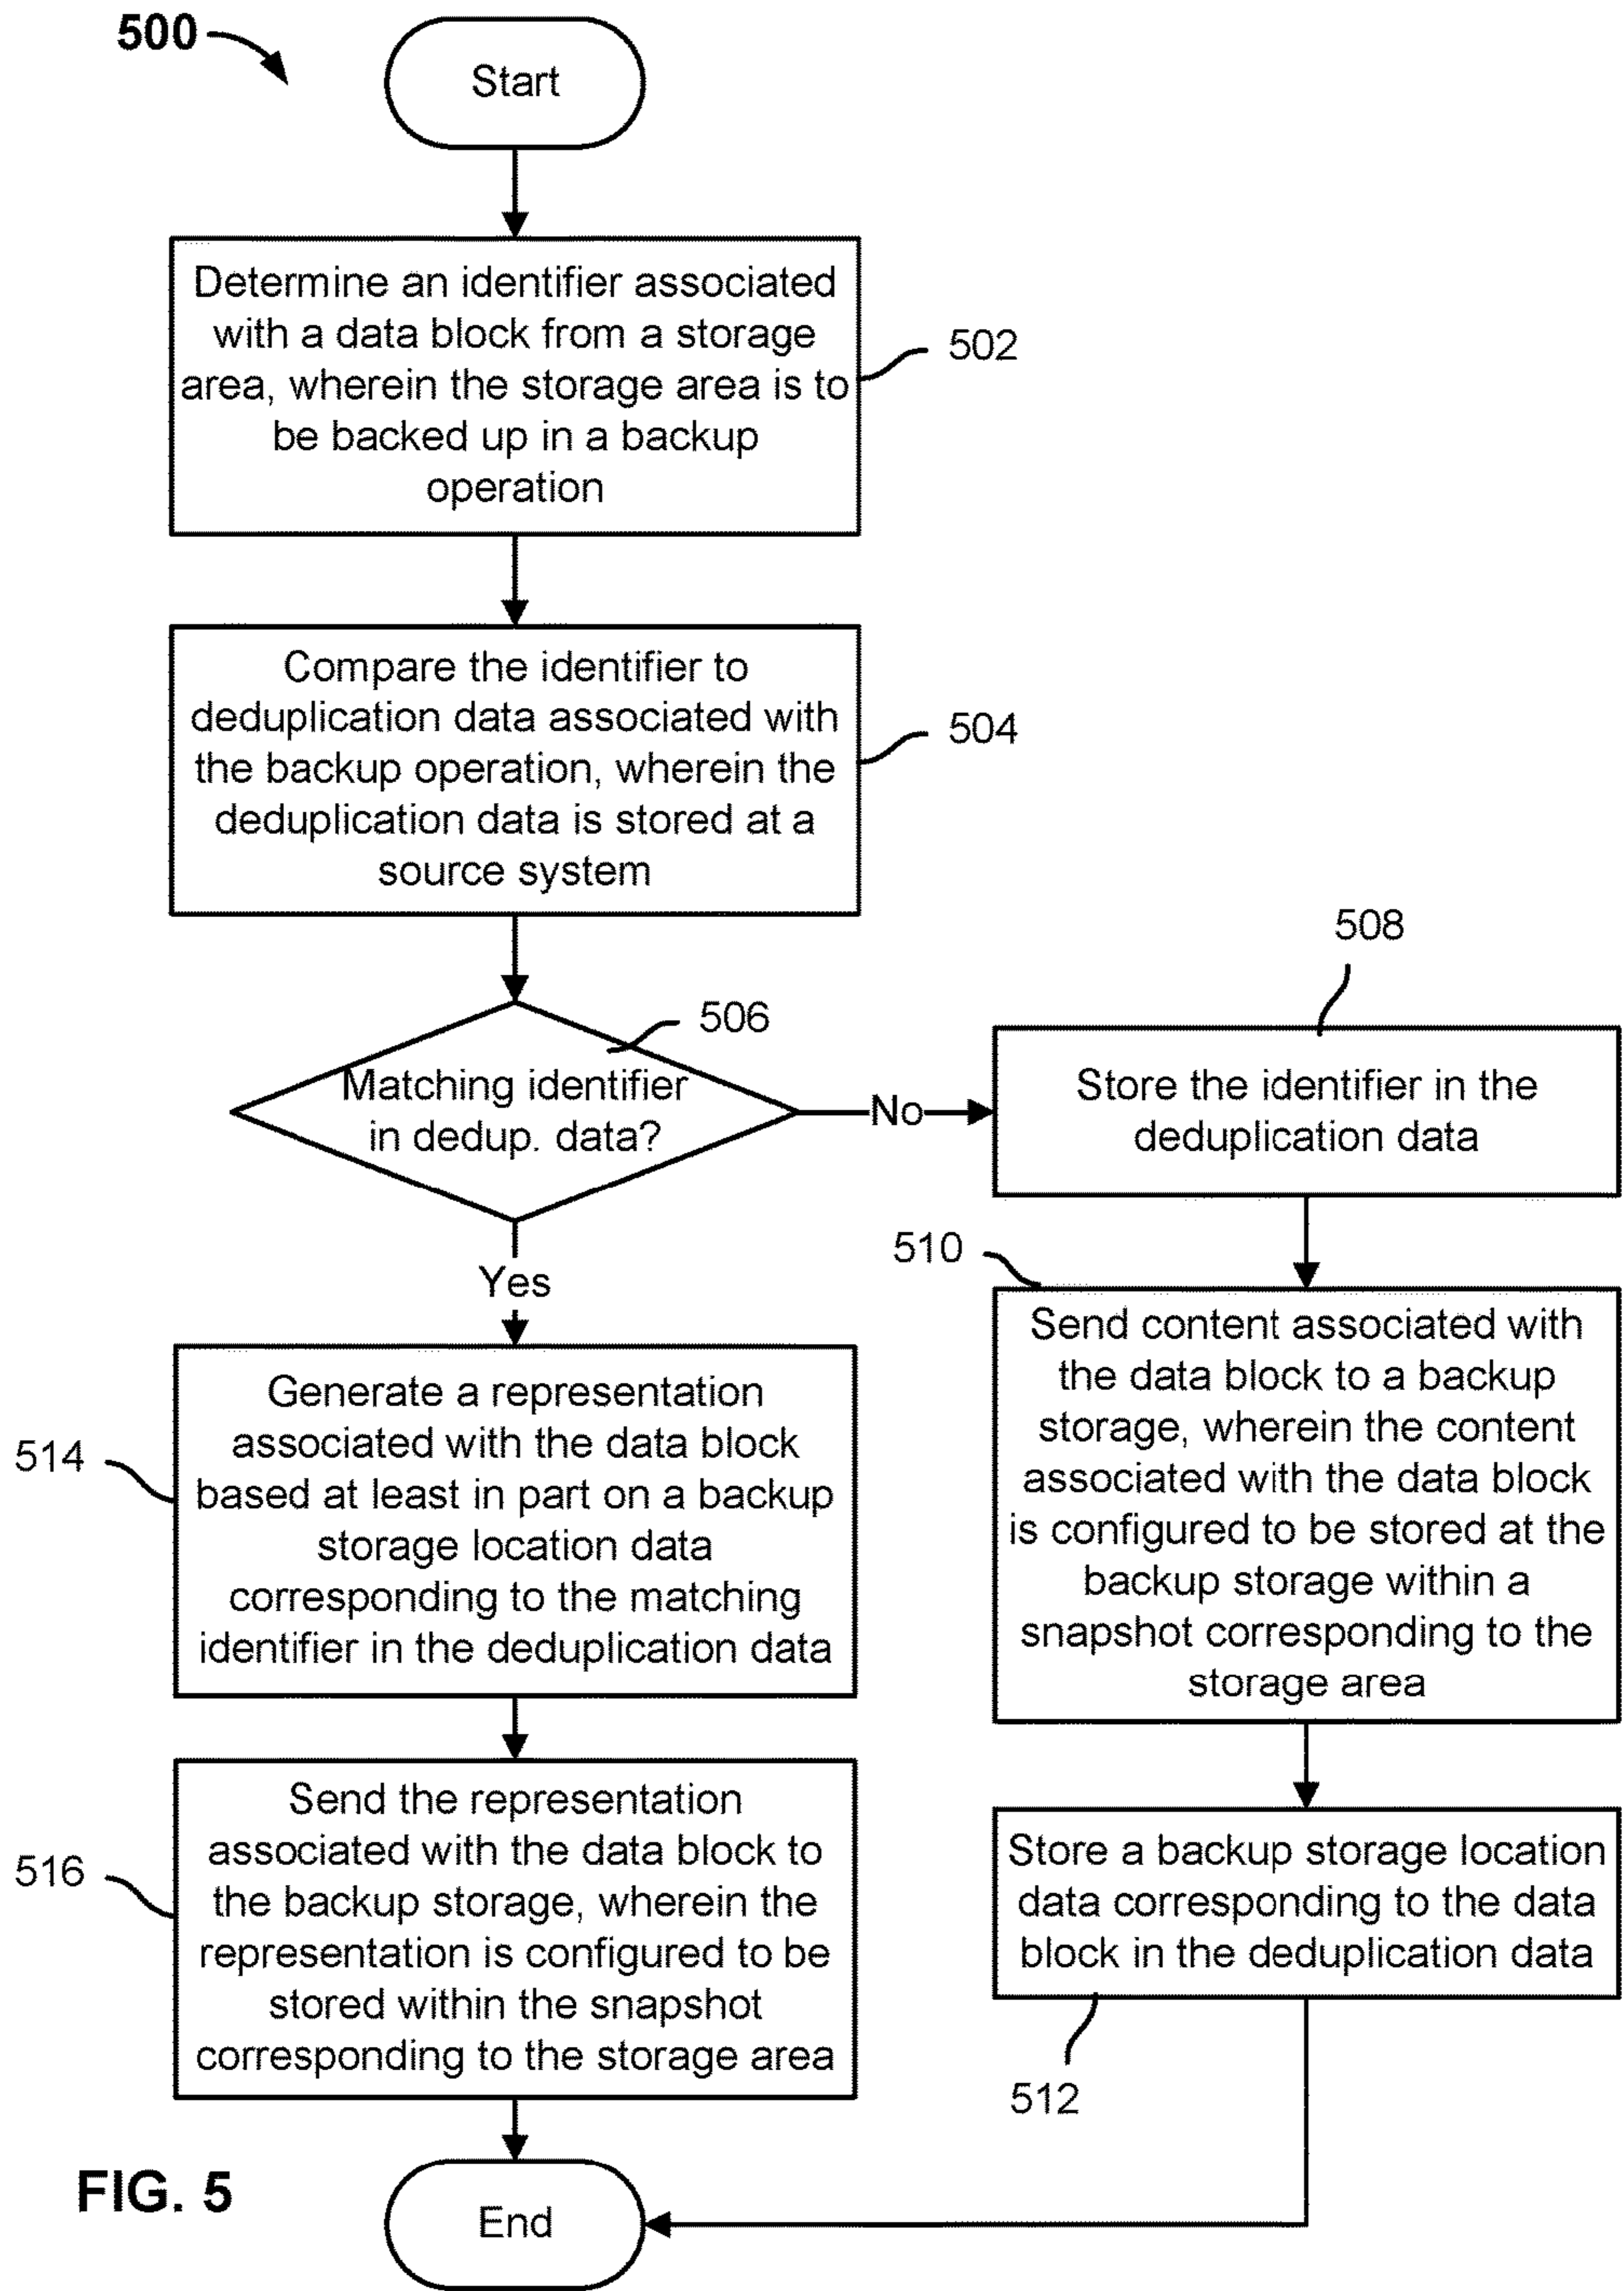 500
Start
Determine an identifier associated
with a data block from a storage
area, wherein the storage area is to
be backed up in a backup
operation
502
Compare the identifier to
deduplication data associated with
the backup operation, wherein the
deduplication data is stored at a
source system
504
506
Matching identifier
in dedup. data?
No
508
Store the identifier in the
deduplication data
Yes
510
Send content associated with
the data block to a backup
storage, wherein the content
associated with the data block
is configured to be stored at the
backup storage within a
snapshot corresponding to the
storage area
514
Generate a representation
associated with the data block
based at least in part on a backup
storage location data
corresponding to the matching
identifier in the deduplication data
516
Send the representation
associated with the data block to
the backup storage, wherein the
representation is configured to be
stored within the snapshot
corresponding to the storage area
Store a backup storage location
data corresponding to the data
block in the deduplication data
512
FIG. 5
End